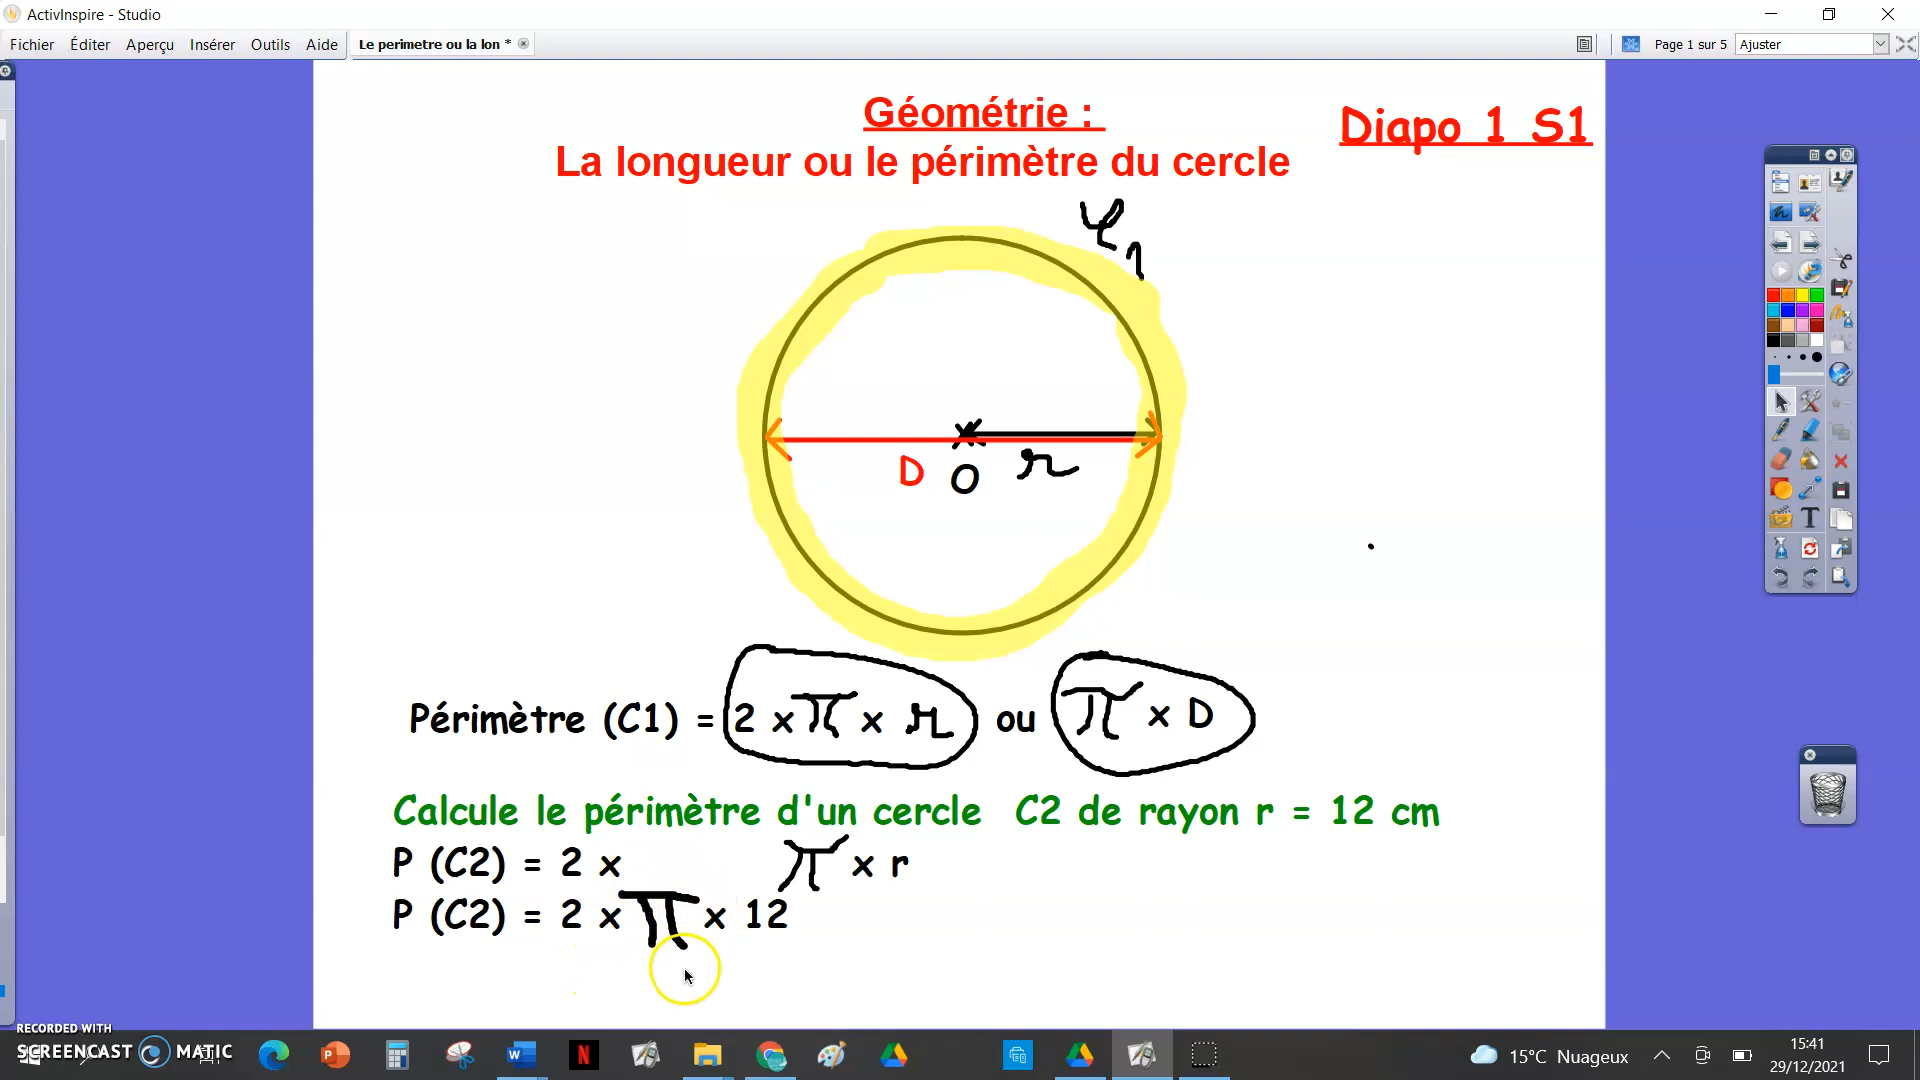 ActivInspire - Studio
Fichier Éditer Aperçu Insérer Outils Aide
Le perimetre ou la lon *
Page 1 sur 5
Ajuster
Géométrie :
Diapo 1 S1
La longueur ou le périmètre du cercle
𝒞1
D O r
Périmètre (C1) = 2 x π x r ou π x D
Calcule le périmètre d'un cercle C2 de rayon r = 12 cm
P (C2) = 2 x π x r
P (C2) = 2 x π x 12
RECORDED WITH
SCREENCAST MATIC
15°C Nuageux
15:41
29/12/2021